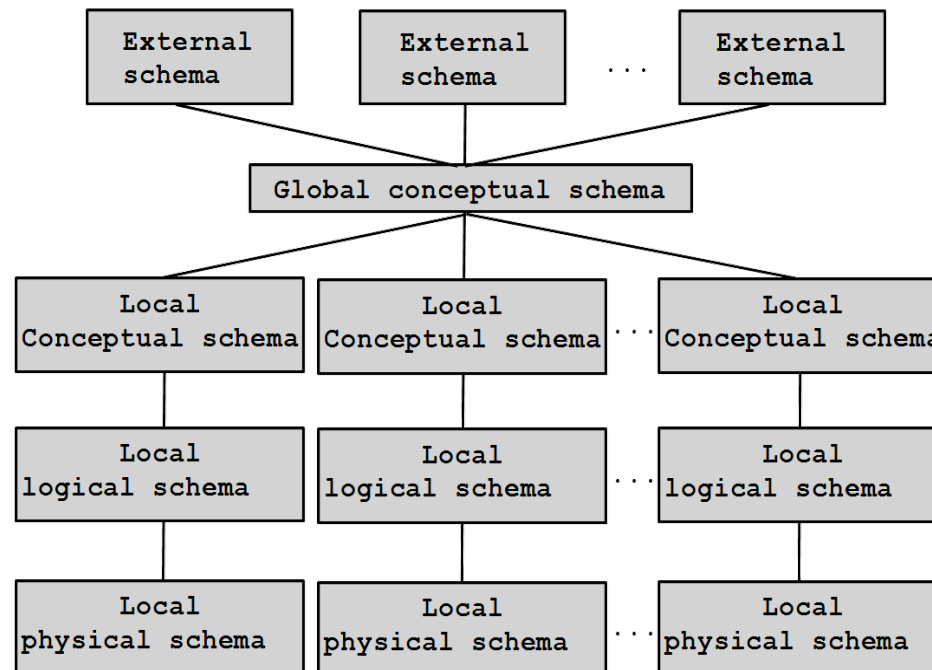 External
schema
External
schema
...
External
schema
Global conceptual schema
Local
Conceptual schema
Local
Conceptual schema
...
Local
Conceptual schema
Local
logical schema
Local
logical schema
...
Local
logical schema
Local
physical schema
Local
physical schema
...
Local
physical schema